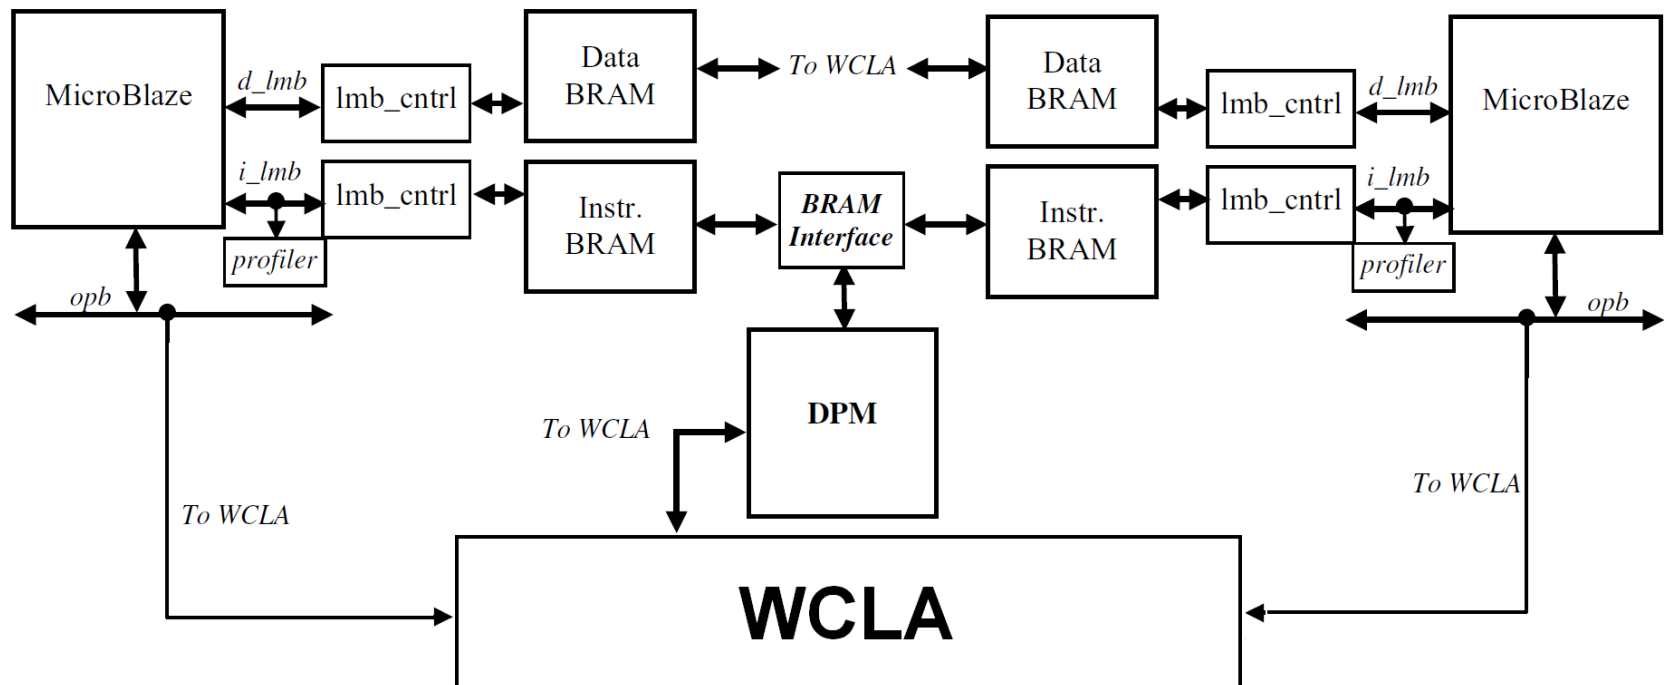 MicroBlaze
d_lmb
lmb_cntrl
Data
BRAM
To WCLA
Data
BRAM
lmb_cntrl
d_lmb
MicroBlaze
i_lmb
lmb_cntrl
Instr.
BRAM
BRAM
Interface
Instr.
BRAM
lmb_cntrl
i_lmb
profiler
profiler
opb
opb
DPM
To WCLA
To WCLA
To WCLA
WCLA